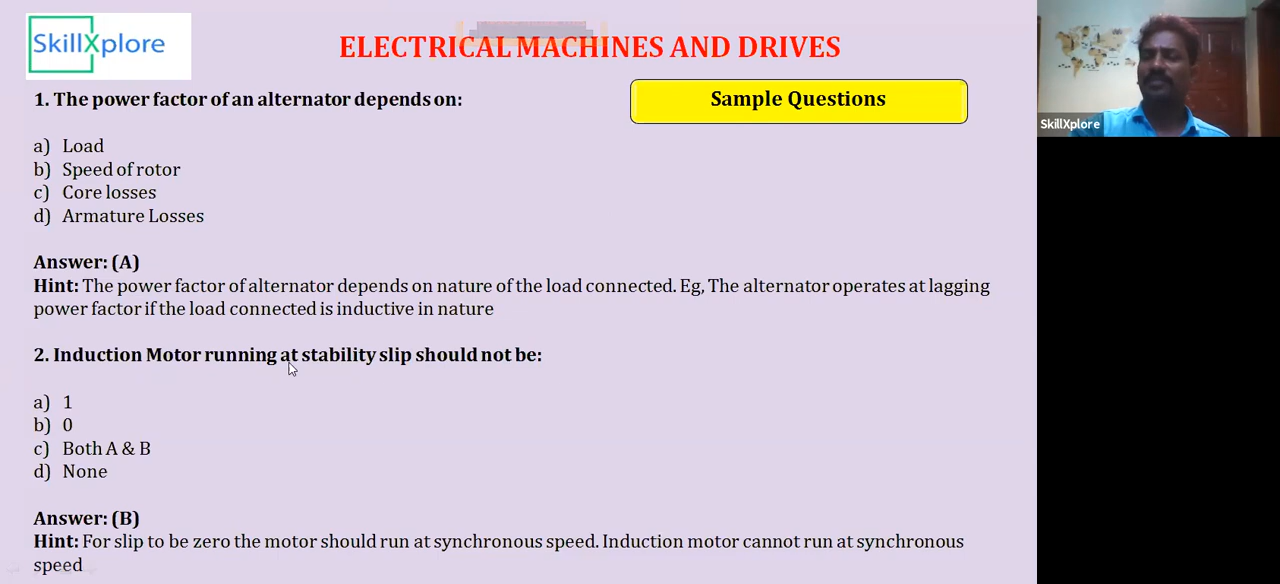 SkillXplore
ELECTRICAL MACHINES AND DRIVES
Sample Questions
1. The power factor of an alternator depends on:
a) Load
b) Speed of rotor
c) Core losses
d) Armature Losses
Answer: (A)
Hint: The power factor of alternator depends on nature of the load connected. Eg, The alternator operates at lagging
power factor if the load connected is inductive in nature
2. Induction Motor running at stability slip should not be:
a) 1
b) 0
c) Both A & B
d) None
Answer: (B)
Hint: For slip to be zero the motor should run at synchronous speed. Induction motor cannot run at synchronous
speed
SkillXplore